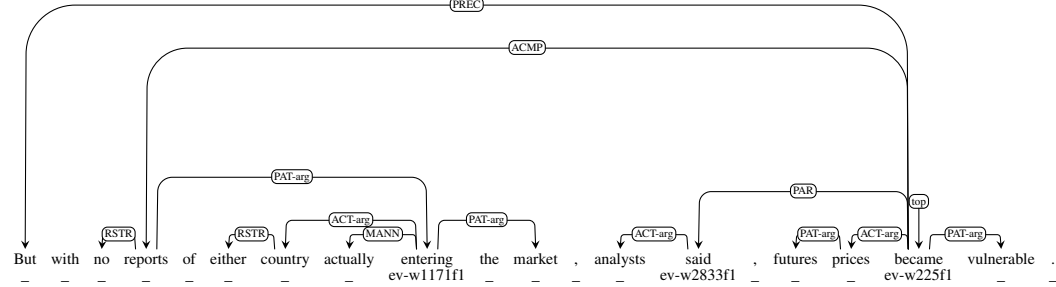 PREC
ACMP
PAT-arg
PAR
top
ACT-arg PAT-arg
RSTR RSTR MANN ACT-arg PAT-arg ACT-arg PAT-arg
But with no reports of either country actually entering the market , analysts said , futures prices became vulnerable .
ev-w1171f1 ev-w2833f1 ev-w225f1
_ _ _ _ _ _ _ _ _ _ _ _ _ _ _ _ _ _ _ _